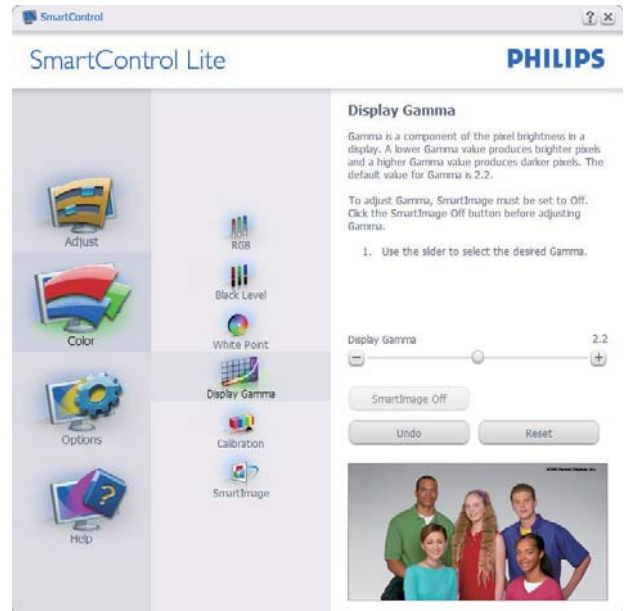 SmartControl
SmartControl Lite
PHILIPS
Adjust
Color
Options
Help
RGB
Black Level
White Point
Display Gamma
Calibration
SmartImage
Display Gamma
Gamma is a component of the pixel brightness in a
display. A lower Gamma value produces brighter pixels
and a higher Gamma value produces darker pixels. The
default value for Gamma is 2.2.
To adjust Gamma, SmartImage must be set to Off.
Click the SmartImage Off button before adjusting
Gamma.
1. Use the slider to select the desired Gamma.
Display Gamma 2.2
SmartImage Off
Undo Reset